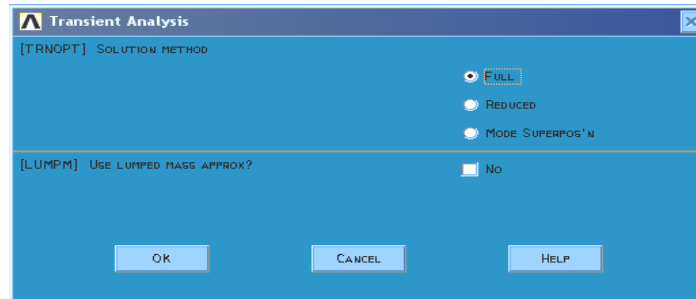 Transient Analysis
[TRNOPT] Solution method
Full
Reduced
Mode Superpos'n
[LUMPM] Use lumped mass approx?
No
OK
Cancel
Help